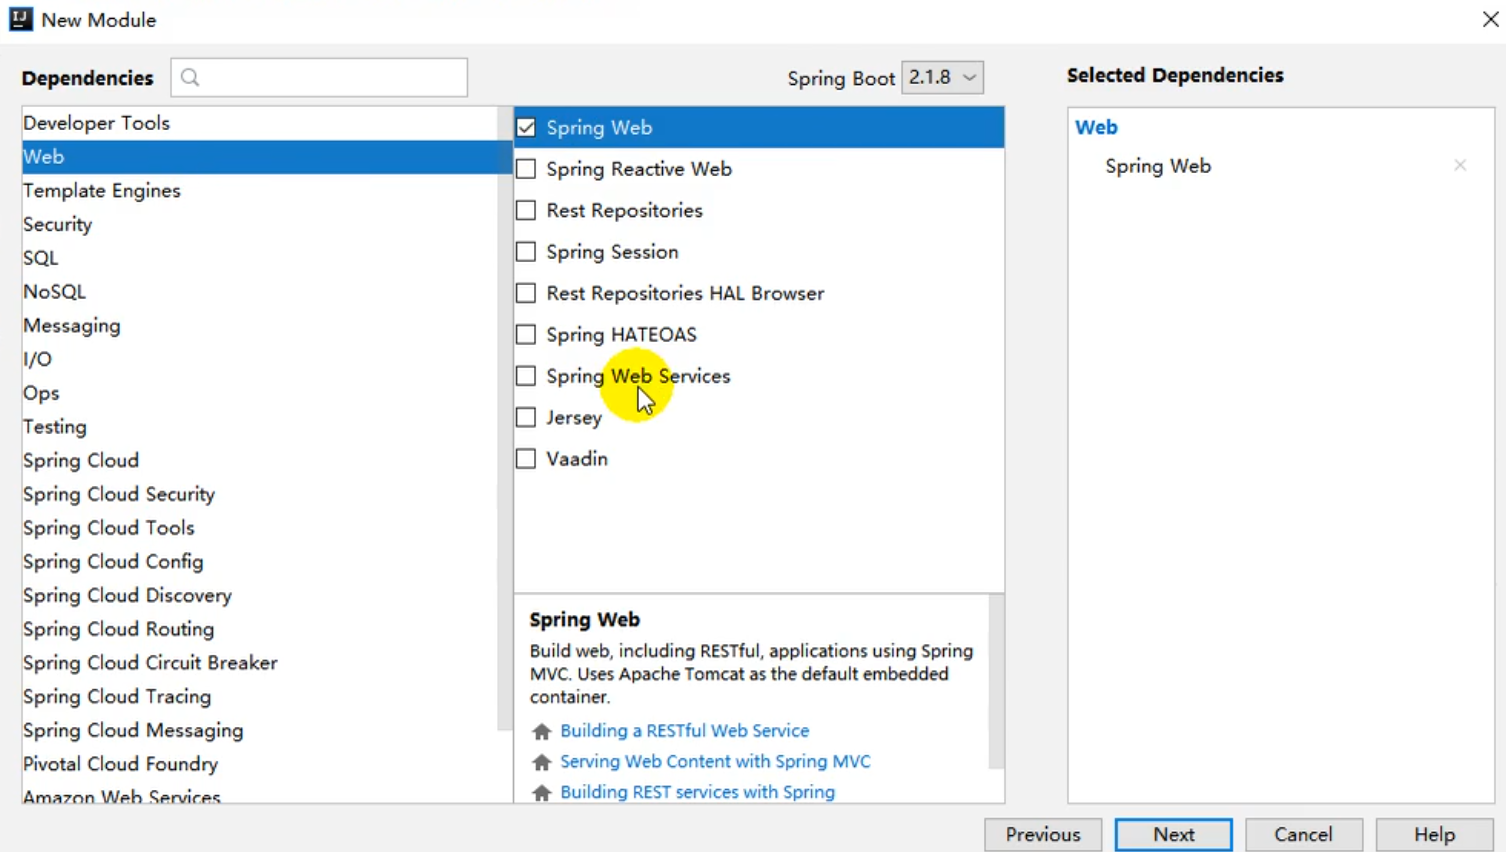 New Module
Dependencies
Spring Boot 2.1.8
Selected Dependencies
Developer Tools
Web
Template Engines
Security
SQL
NoSQL
Messaging
I/O
Ops
Testing
Spring Cloud
Spring Cloud Security
Spring Cloud Tools
Spring Cloud Config
Spring Cloud Discovery
Spring Cloud Routing
Spring Cloud Circuit Breaker
Spring Cloud Tracing
Spring Cloud Messaging
Pivotal Cloud Foundry
Amazon Web Services
Spring Web
Spring Reactive Web
Rest Repositories
Spring Session
Rest Repositories HAL Browser
Spring HATEOAS
Spring Web Services
Jersey
Vaadin
Spring Web
Build web, including RESTful, applications using Spring
MVC. Uses Apache Tomcat as the default embedded
container.
Building a RESTful Web Service
Serving Web Content with Spring MVC
Building REST services with Spring
Web
Spring Web
Previous
Next
Cancel
Help